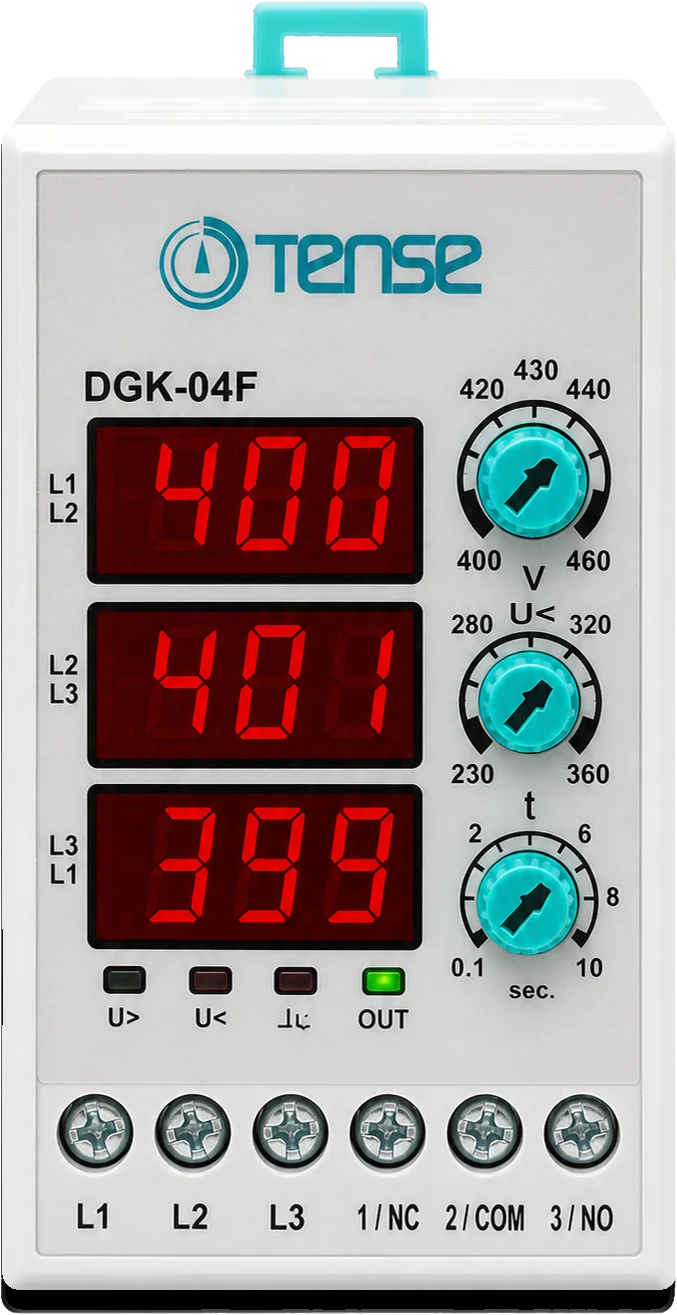 TENSE
DGK-04F
L1
L2
400
L2
L3
401
L3
L1
399
420
430
440
400
460
V
U<
280
320
230
360
t
2
6
8
0.1
10
sec.
U>
U<
OUT
L1
L2
L3
1/NC
2/COM
3/NO